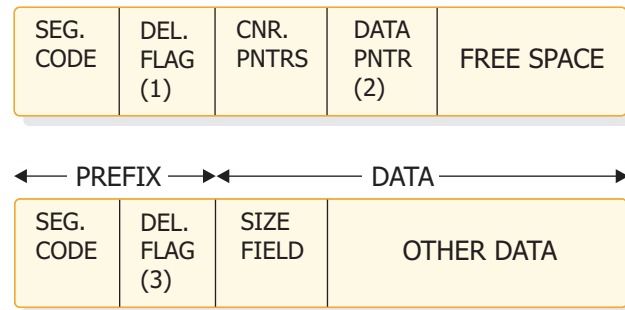 SEG. CODE
DEL. FLAG (1)
CNR. PNTRS
DATA PNTR (2)
FREE SPACE
PREFIX
DATA
SEG. CODE
DEL. FLAG (3)
SIZE FIELD
OTHER DATA